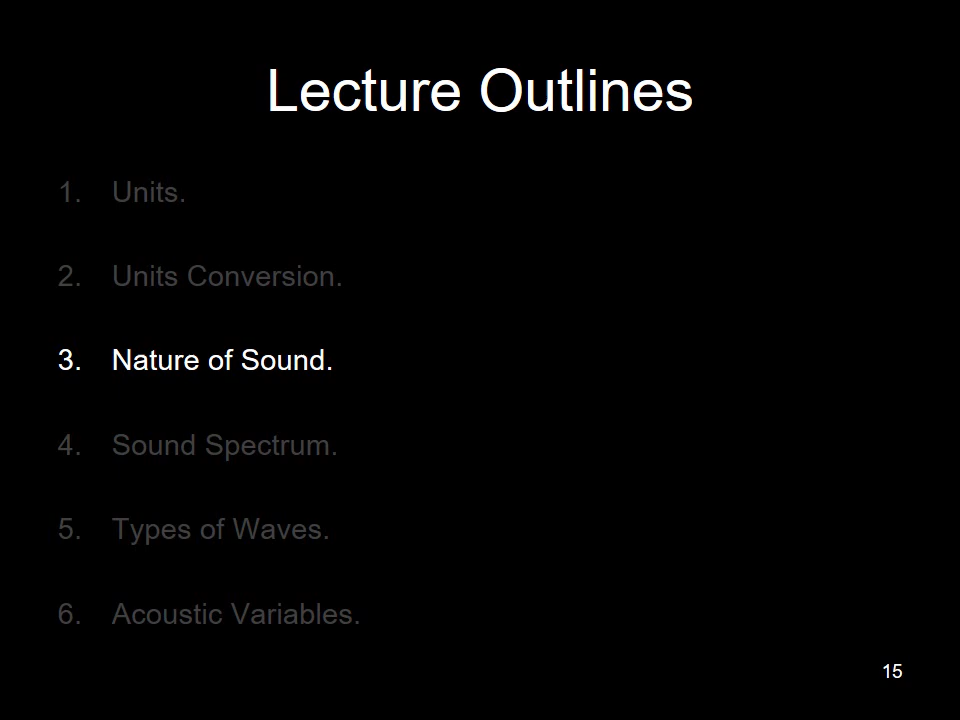 Lecture Outlines
1. Units.
2. Units Conversion.
3. Nature of Sound.
4. Sound Spectrum.
5. Types of Waves.
6. Acoustic Variables.
15